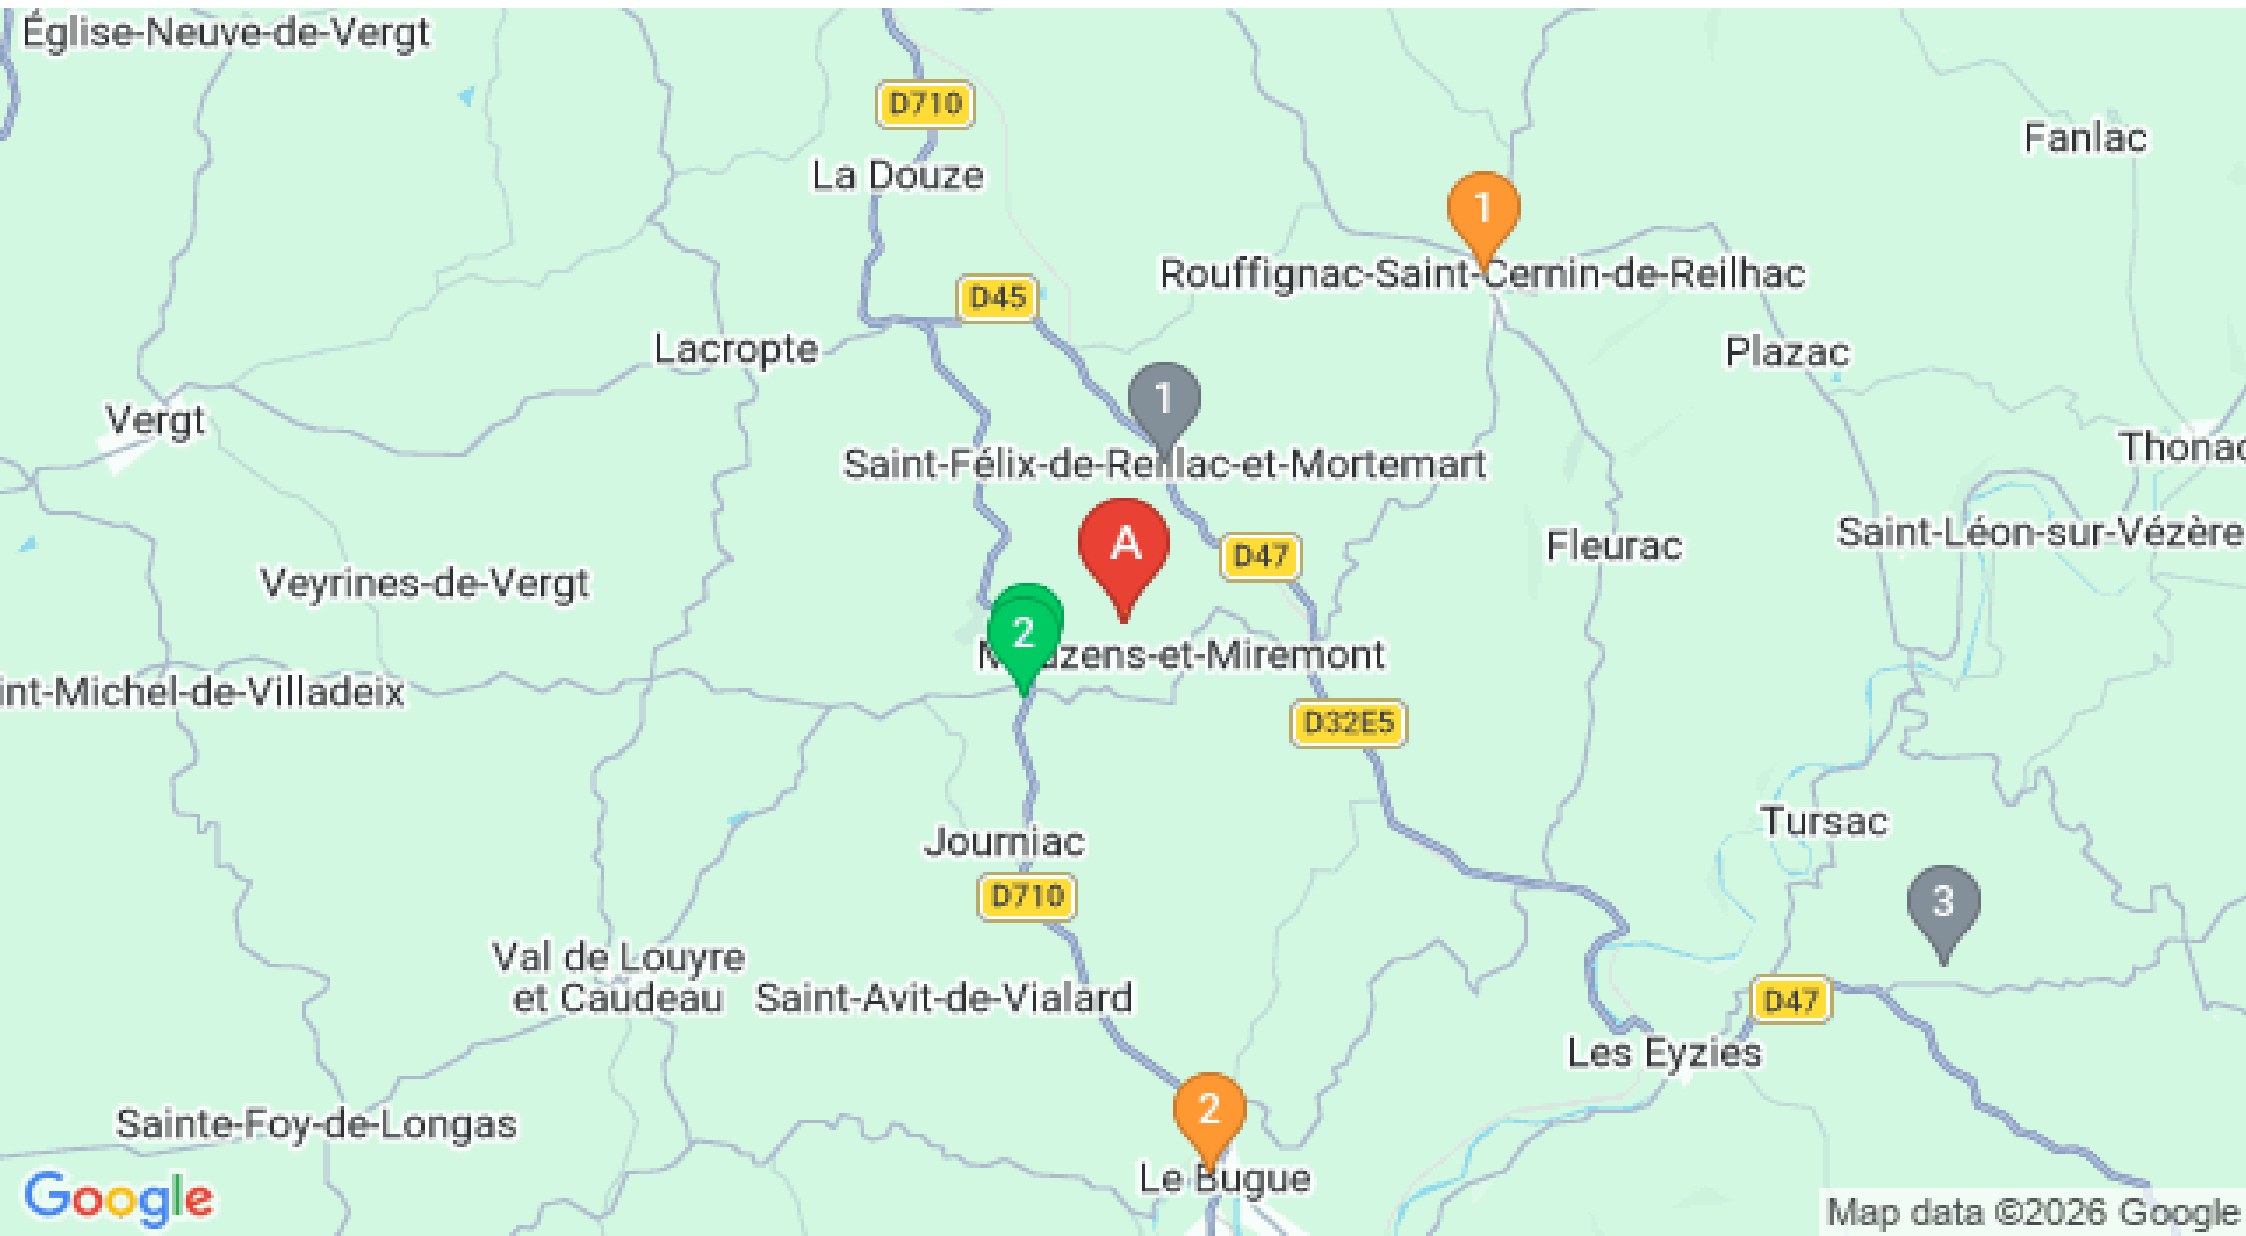 Église-Neuve-de-Vergt
D710
Fanlac
La Douze
1
Rouffignac-Saint-Cernin-de-Reilhac
D45
Lacropte
Plazac
1
Vergt
Thonac
Saint-Félix-de-Reillac-et-Mortemart
Saint-Léon-sur-Vézère
A
Fleurac
D47
Veyrines-de-Vergt
2
Mauzens-et-Miremont
int-Michel-de-Villadeix
D32E5
Tursac
Journiac
D710
3
Val de Louyre
et Caudeau
Saint-Avit-de-Vialard
D47
Les Eyzies
2
Sainte-Foy-de-Longas
Le Bugue
Google
Map data ©2026 Google